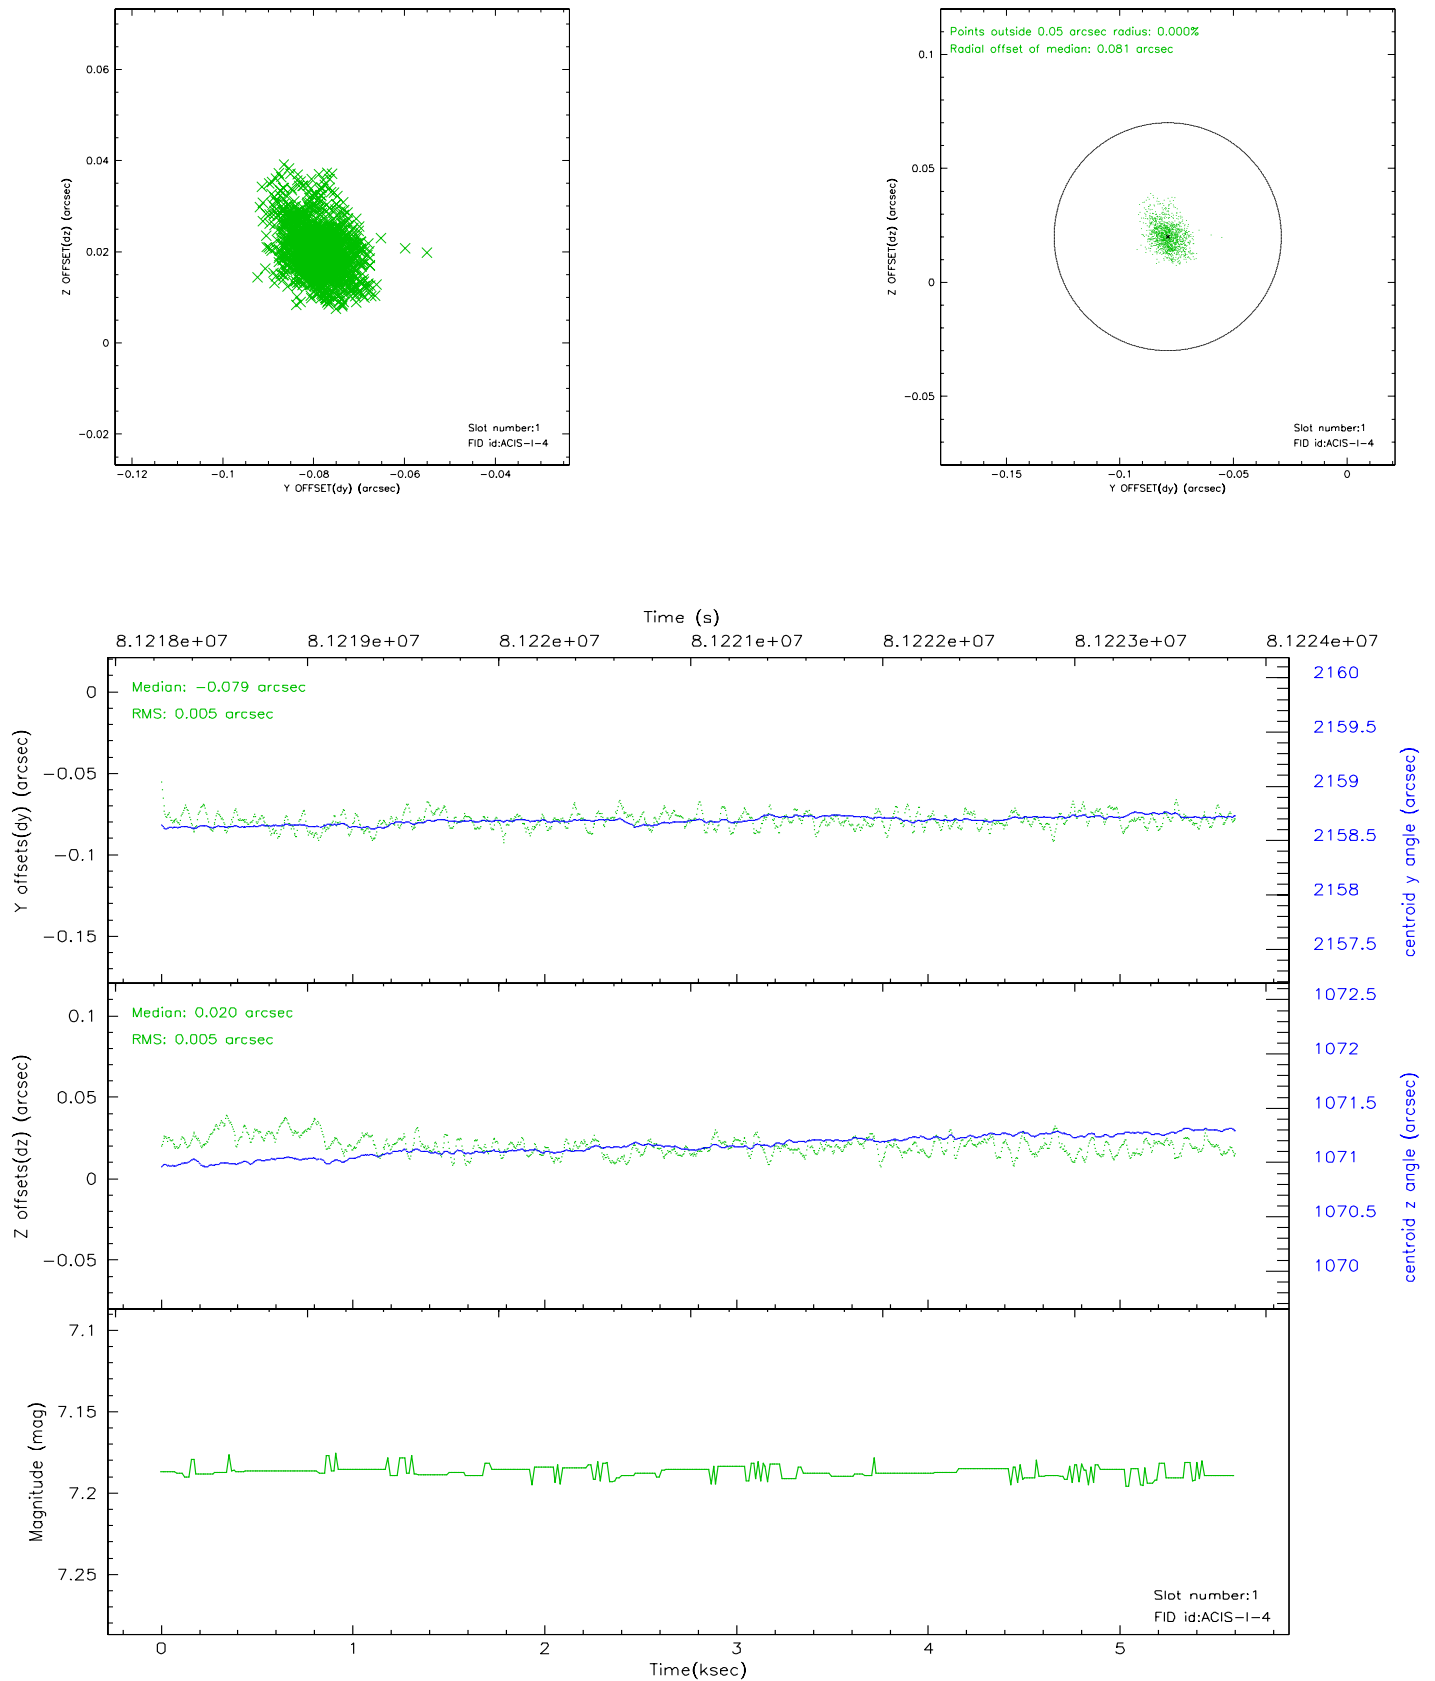 0.06
0.04
0.02
0
-0.02
Z OFFSET(dz) (arcsec)
Slot number:1
FID id:ACIS-I-4
-0.12 -0.1 -0.08 -0.06 -0.04
Y OFFSET(dy) (arcsec)
Points outside 0.05 arcsec radius: 0.000%
Radial offset of median: 0.081 arcsec
0.1
0.05
0
-0.05
Z OFFSET(dz) (arcsec)
Slot number:1
FID id:ACIS-I-4
-0.15 -0.1 -0.05 0
Y OFFSET(dy) (arcsec)
Time (s)
8.1218e+07 8.1219e+07 8.122e+07 8.1221e+07 8.1222e+07 8.1223e+07 8.1224e+07
Median: -0.079 arcsec
RMS: 0.005 arcsec
0
-0.05
-0.1
-0.15
Y offsets(dy) (arcsec)
2160
2159.5
2159
2158.5
2158
2157.5
centroid y angle (arcsec)
Median: 0.020 arcsec
RMS: 0.005 arcsec
0.1
0.05
0
-0.05
Z offsets(dz) (arcsec)
1072.5
1072
1071.5
1071
1070.5
1070
centroid z angle (arcsec)
7.1
7.15
7.2
7.25
Magnitude (mag)
Slot number:1
FID id:ACIS-I-4
0 1 2 3 4 5
Time(ksec)